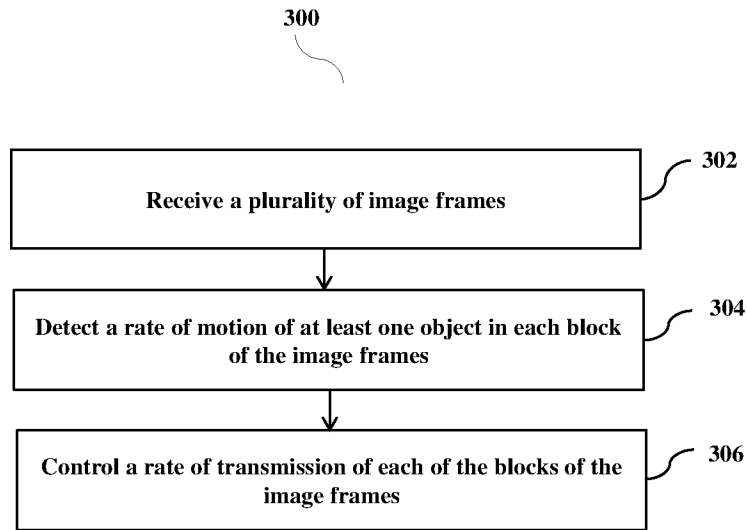 300
302
Receive a plurality of image frames
304
Detect a rate of motion of at least one object in each block
of the image frames
306
Control a rate of transmission of each of the blocks of the
image frames